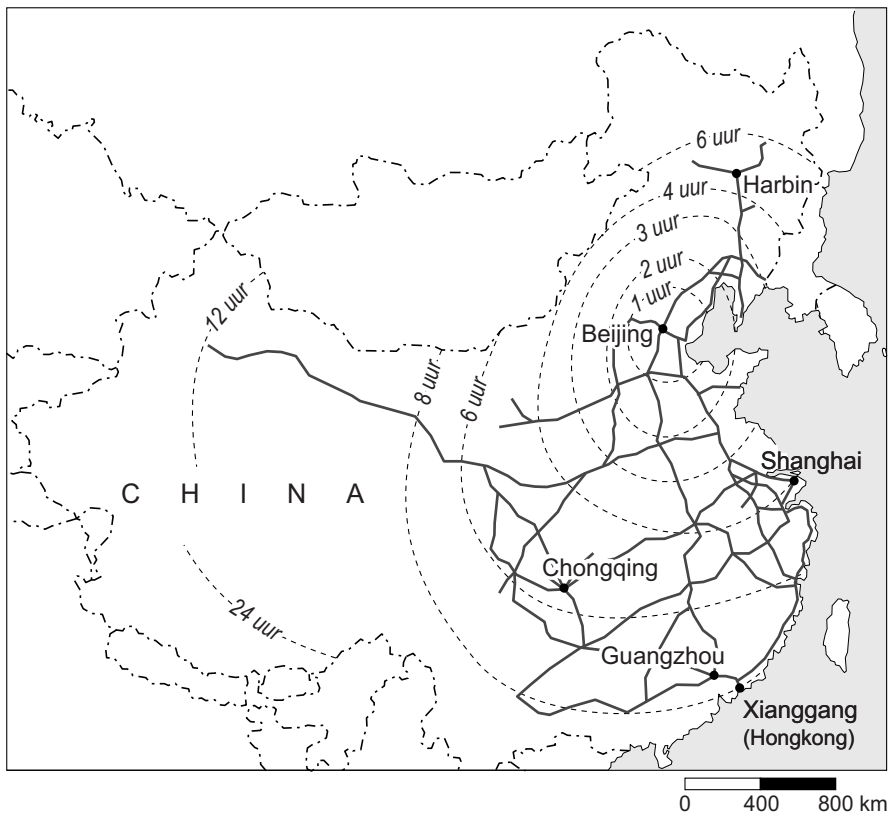 6 uur
Harbin
4 uur
3 uur
2 uur
1 uur
12 uur
Beijing
8 uur
6 uur
Shanghai
CHINA
Chongqing
24 uur
Guangzhou
Xianggang
(Hongkong)
0 400 800 km